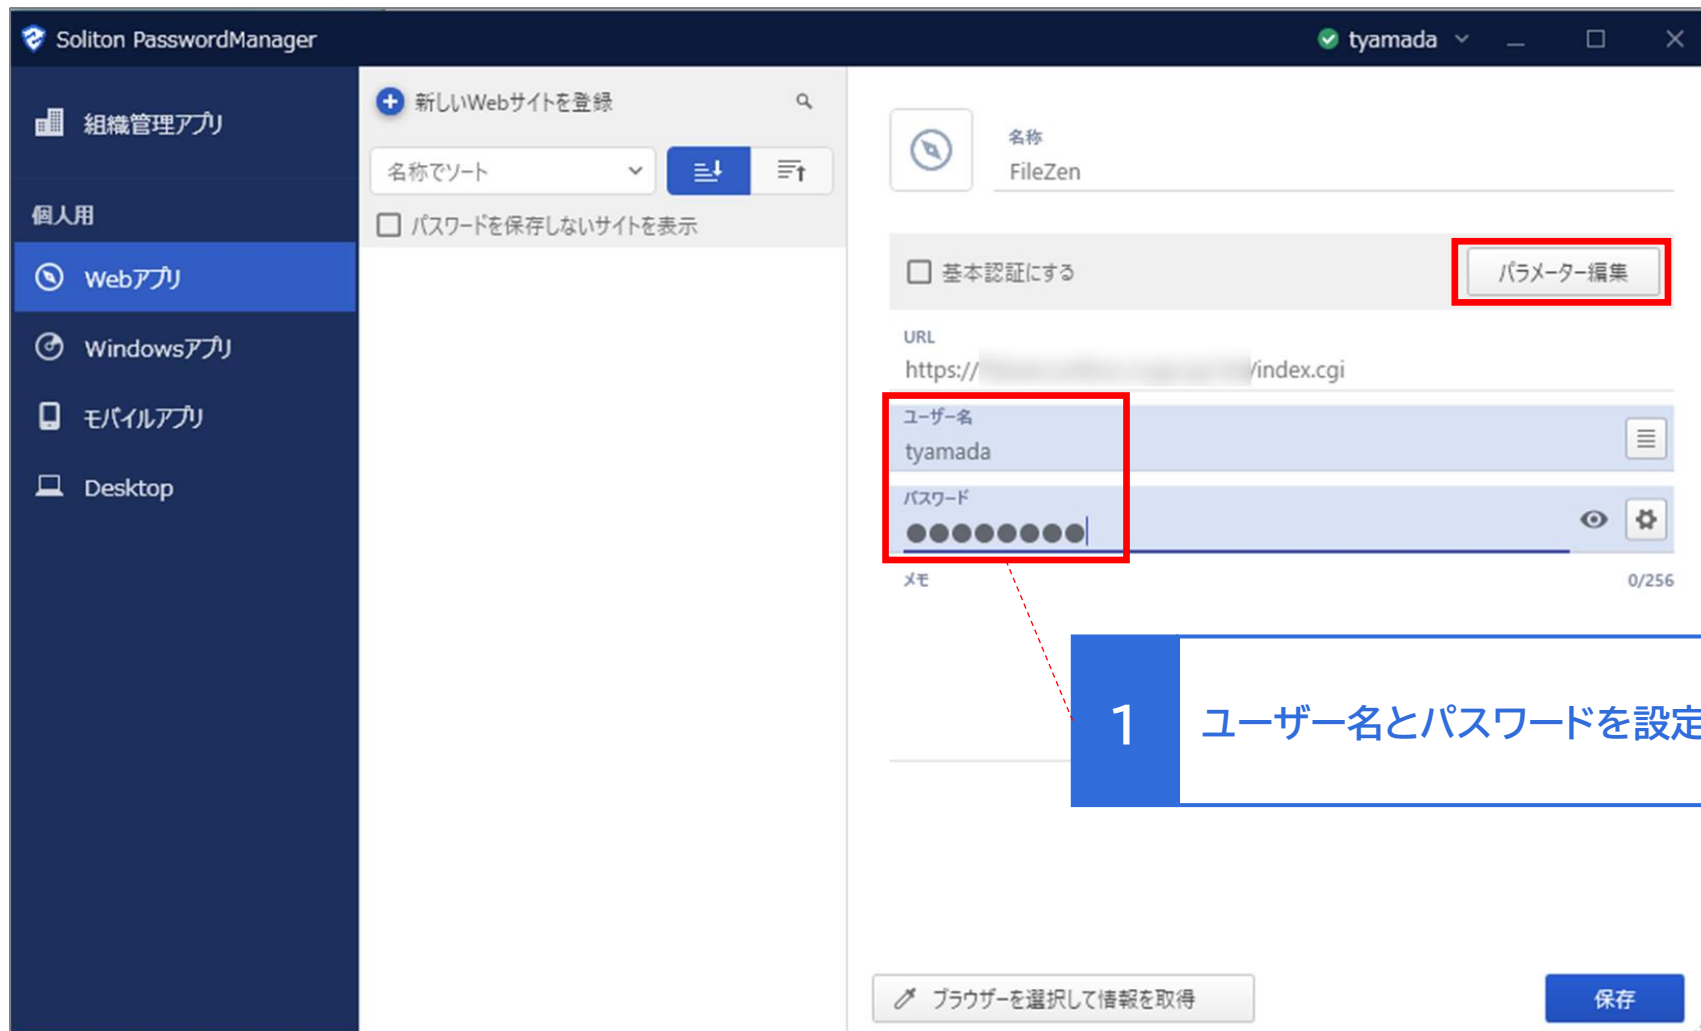 Soliton PasswordManager
tyamada
組織管理アプリ
個人用
Webアプリ
Windowsアプリ
モバイルアプリ
Desktop
新しいWebサイトを登録
名称でソート
パスワードを保存しないサイトを表示
名称
FileZen
基本認証にする
パラメーター編集
URL
https:// /index.cgi
ユーザー名
tyamada
パスワード
●●●●●●●●
メモ
0/256
1
ユーザー名とパスワードを設定
ブラウザーを選択して情報を取得
保存